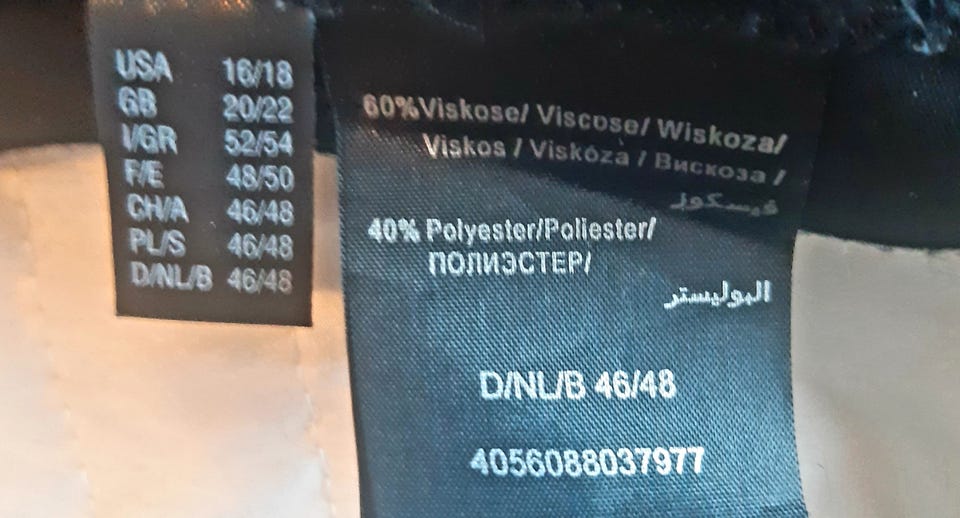 USA 16/18
GB 20/22
I/GR 52/54
F/E 48/50
CH/A 46/48
PL/S 46/48
D/NL/B 46/48
60%Viskose/ Viscose/ Wiskoza/
Viskos / Viskóza / Вискоза /
فيسكوز
40% Polyester/Poliester/
ПОЛИЭСТЕР/
البوليستر
D/NL/B 46/48
4056088037977